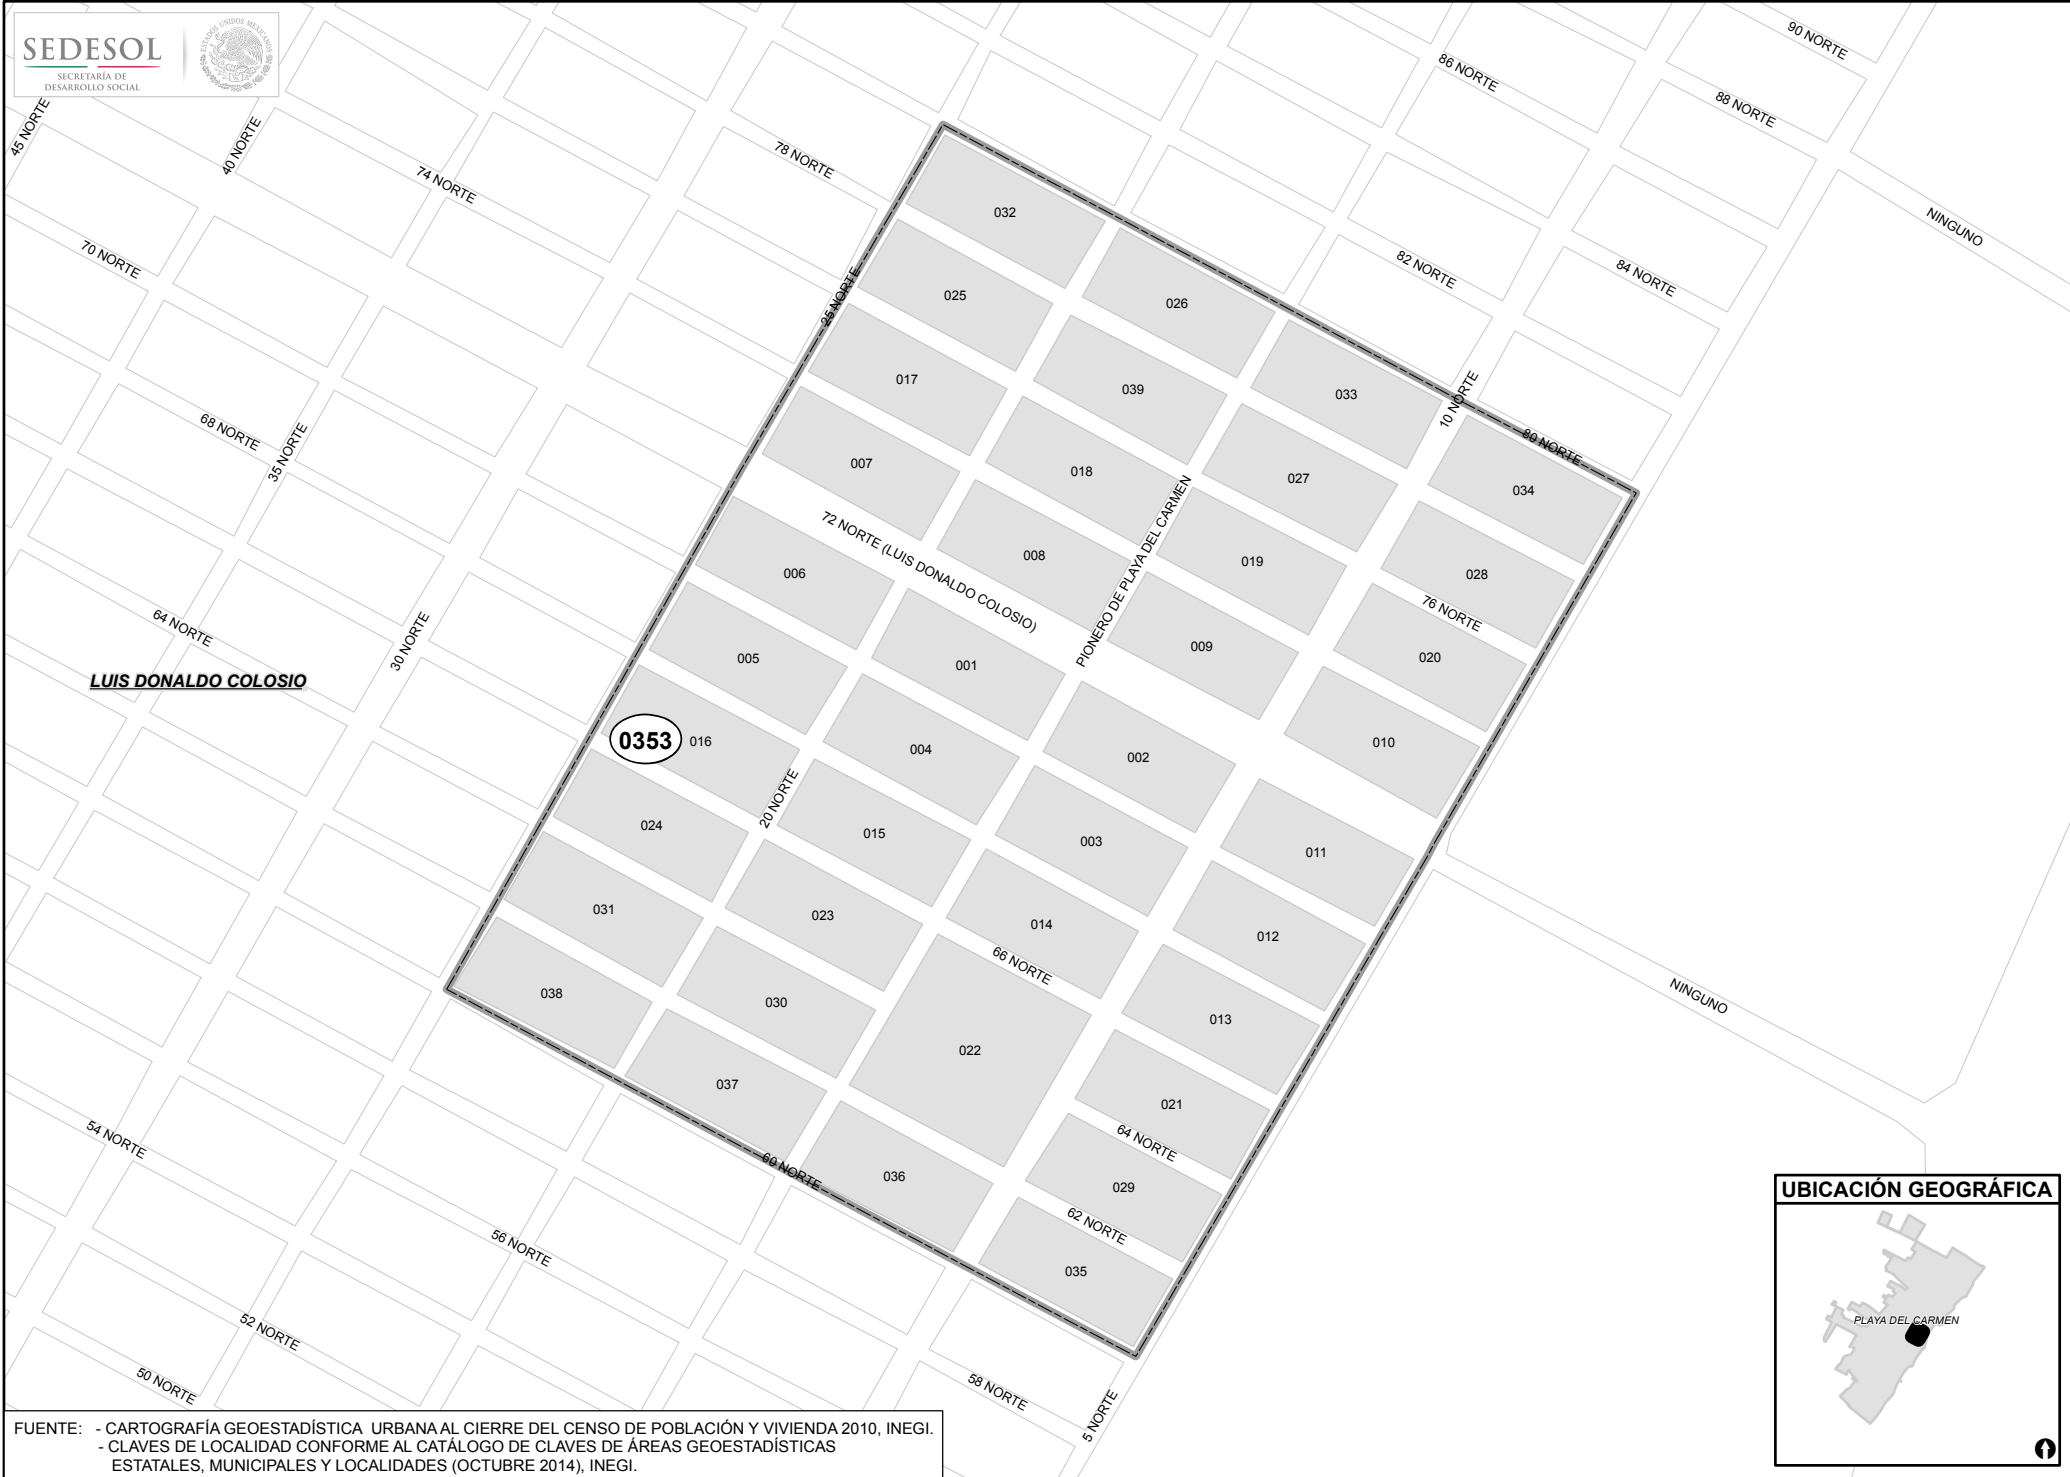 SEDESOL
SECRETARÍA DE
DESARROLLO SOCIAL
ESTADOS UNIDOS MEXICANOS
90 NORTE
86 NORTE
88 NORTE
45 NORTE
40 NORTE
78 NORTE
74 NORTE
NINGUNO
70 NORTE
82 NORTE
84 NORTE
25 NORTE
10 NORTE
80 NORTE
68 NORTE
35 NORTE
032
025
026
017
039
033
007
018
027
034
72 NORTE (LUIS DONALDO COLOSIO)
PIONERO DE PLAYA DEL CARMEN
008
019
028
006
76 NORTE
009
020
005
001
64 NORTE
30 NORTE
LUIS DONALDO COLOSIO
0353
016
004
002
010
20 NORTE
024
015
003
011
031
023
014
012
66 NORTE
038
030
022
013
NINGUNO
037
021
64 NORTE
54 NORTE
60 NORTE
036
029
62 NORTE
56 NORTE
035
52 NORTE
50 NORTE
58 NORTE
5 NORTE
UBICACIÓN GEOGRÁFICA
PLAYA DEL CARMEN
FUENTE: - CARTOGRAFÍA GEOESTADÍSTICA URBANA AL CIERRE DEL CENSO DE POBLACIÓN Y VIVIENDA 2010, INEGI.
- CLAVES DE LOCALIDAD CONFORME AL CATÁLOGO DE CLAVES DE ÁREAS GEOESTADÍSTICAS
ESTATALES, MUNICIPALES Y LOCALIDADES (OCTUBRE 2014), INEGI.